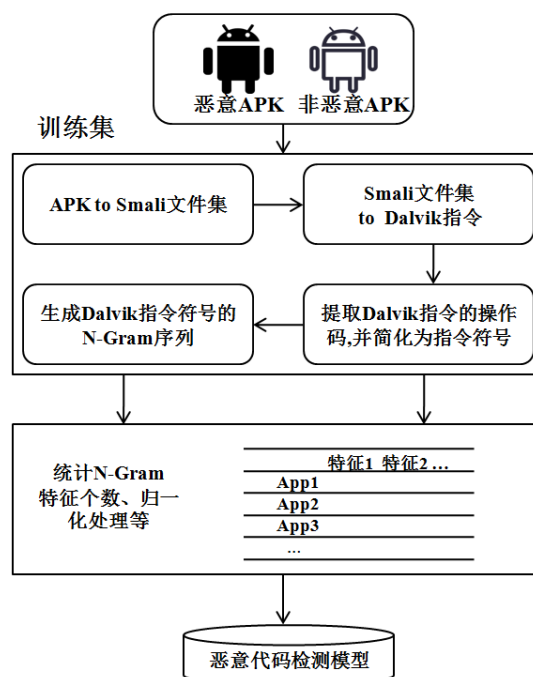 恶意APK 非恶意APK
训练集
APK to Smali文件集
Smali文件集
to Dalvik指令
生成Dalvik指令符号的
N-Gram序列
提取Dalvik指令的操作
码,并简化为指令符号
统计N-Gram
特征个数、归一
化处理等
特征1 特征2 ...
App1
App2
App3
...
恶意代码检测模型